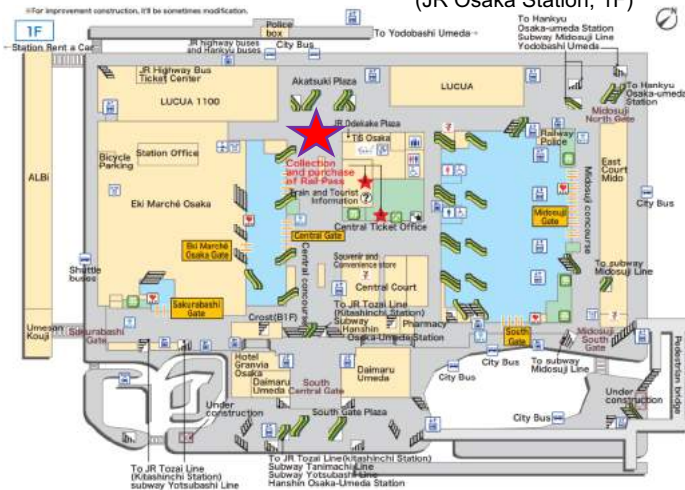 (JR Osaka Station, 1F)
※For improvement construction, it'll be sometimes modification.
1F
←Station Rent a Car
Police
box
To Yodobashi Umeda→
JR highway buses
and Hankyu buses
City Bus
To Hankyu
Osaka-umeda Station
Subway Midosuji Line
Yodobashi Umeda
JR Highway Bus
Ticket Center
LUCUA 1100
Akatsuki Plaza
LUCUA
To Hankyu
Osaka-umeda
Station
Midosuji
North Gate
JR Odekake Plaza
TiS Osaka
Railway
Police
Bicycle
Parking
Station Office
Collection
and purchase
of Rail Pass
ALBi
Eki Marché Osaka
Train and Tourist
Information
Central Ticket Office
East
Court
Mido
Midosuji concourse
Midosuji
Gate
City Bus
Central Gate
Eki Marché
Osaka Gate
Central concourse
Souvenir and
Convenience store
Central Court
To subway
Midosuji Line
Shuttle
buses
Sakurabashi
Gate
To JR Tozai Line
(Kitashinchi Station)
Subway
Hanshin
Osaka-Umeda Station
Crost(B1F)
Pharmacy
Umesan
Kouji
Sakurabashi
Gate
South
Gate
Midosuji
South Gate
Hotel
Granvia
Osaka
Daimaru
Umeda
Daimaru
Umeda
South
Central Gate
City Bus
City Bus
To subway
Midosuji Line
Pedestrian bridge
Under
construction
South Gate Plaza
City Bus
Under
construction
To JR Tozai Line
(Kitashinchi Station)
subway Yotsubashi Line
To JR Tozai Line(Kitashinchi Station)
Subway Tanimachi Line
Subway Yotsubashi Line
Hanshin Osaka-Umeda Station